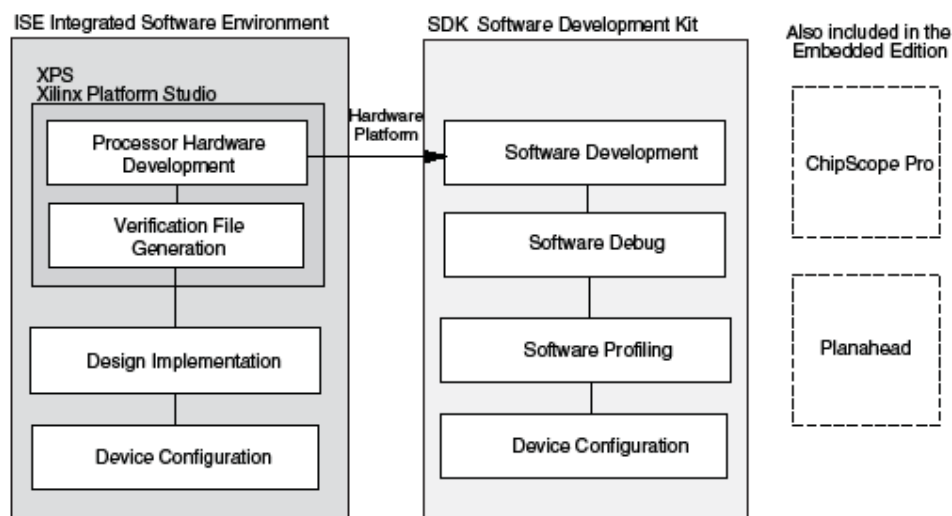 ISE Integrated Software Environment
XPS
Xilinx Platform Studio
Processor Hardware
Development
Verification File
Generation
Design Implementation
Device Configuration
Hardware
Platform
SDK Software Development Kit
Software Development
Software Debug
Software Profiling
Device Configuration
Also included in the
Embedded Edition
ChipScope Pro
Planahead